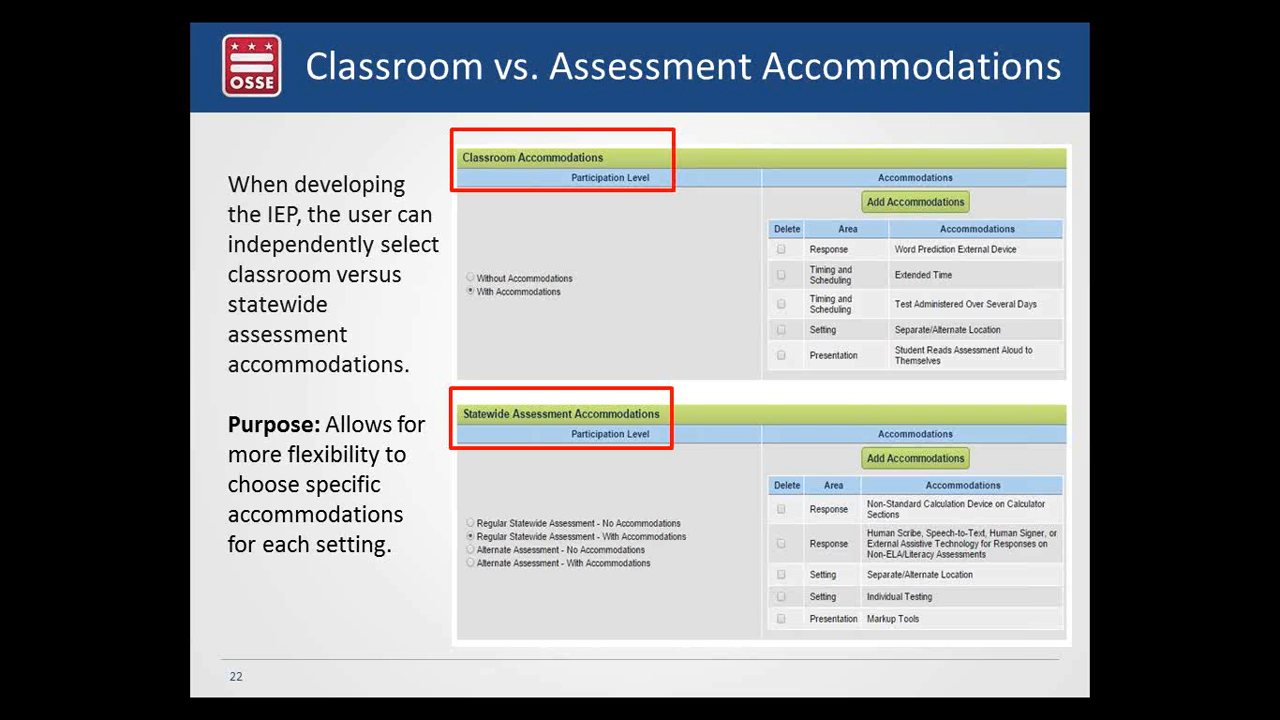 OSSE
Classroom vs. Assessment Accommodations
When developing
the IEP, the user can
independently select
classroom versus
statewide
assessment
accommodations.
Purpose: Allows for
more flexibility to
choose specific
accommodations
for each setting.
Classroom Accommodations
Participation Level
Accommodations
Without Accommodations
With Accommodations
Add Accommodations
Delete Area Accommodations
Response Word Prediction External Device
Timing and
Scheduling
Extended Time
Timing and
Scheduling
Test Administered Over Several Days
Setting Separate/Alternate Location
Presentation
Student Reads Assessment Aloud to
Themselves
Statewide Assessment Accommodations
Participation Level
Accommodations
Regular Statewide Assessment - No Accommodations
Regular Statewide Assessment - With Accommodations
Alternate Assessment - No Accommodations
Alternate Assessment - With Accommodations
Add Accommodations
Delete Area Accommodations
Response
Non-Standard Calculation Device on Calculator
Sections
Response
Human Scribe, Speech-to-Text, Human Signer, or
External Assistive Technology for Responses on
Non-ELA/Literacy Assessments
Setting Separate/Alternate Location
Setting Individual Testing
Presentation Markup Tools
22